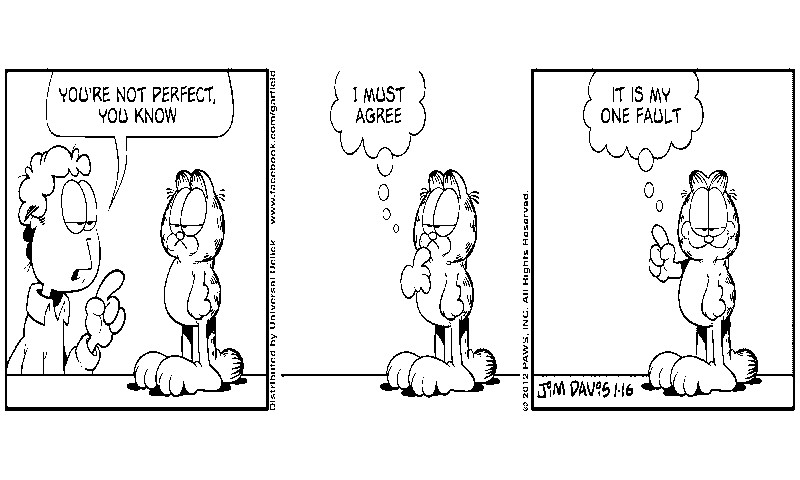 YOU'RE NOT PERFECT,
YOU KNOW
Distributed by Universal Uclick www.facebook.com/garfield
I MUST
AGREE
© 2012 PAWS, INC. All Rights Reserved.
IT IS MY
ONE FAULT
JIM DAVIS 1-16